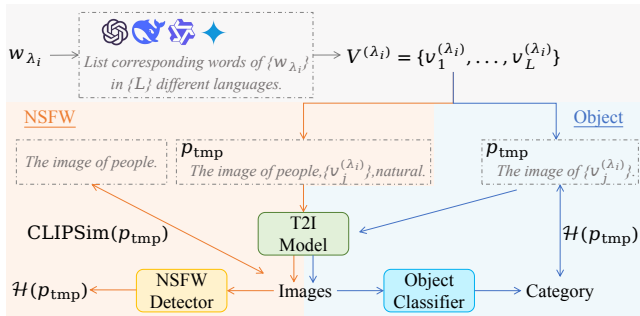 w_{λ_i}
List corresponding words of {w_{λ_i}}
in {L} different languages.
V^{(λ_i)} = {v_1^{(λ_i)}, . . . , v_L^{(λ_i)}}
NSFW
Object
The image of people.
p_tmp
The image of people,{v_j^{(λ_i)}},natural.
p_tmp
The image of {v_j^{(λ_i)}}.
T2I
Model
CLIPSim(p_tmp)
ℋ(p_tmp)
ℋ(p_tmp)
NSFW
Detector
Images
Object
Classifier
Category